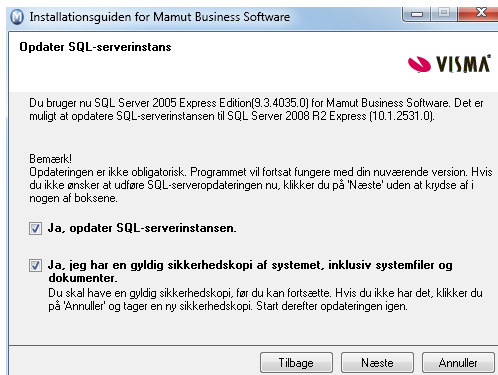 Installationsguiden for Mamut Business Software
Opdater SQL-serverinstans
VISMA
Du bruger nu SQL Server 2005 Express Edition(9.3.4035.0) for Mamut Business Software. Det er
muligt at opdatere SQL-serverinstansen til SQL Server 2008 R2 Express (10.1.2531.0).
Bemærk!
Opdateringen er ikke obligatorisk. Programmet vil fortsat fungere med din nuværende version. Hvis
du ikke ønsker at udføre SQL-serveropdateringen nu, klikker du på 'Næste' uden at krydse af i
nogen af boksene.
Ja, opdater SQL-serverinstansen.
Ja, jeg har en gyldig sikkerhedskopi af systemet, inklusiv systemfiler og
dokumenter.
Du skal have en gyldig sikkerhedskopi, før du kan fortsætte. Hvis du ikke har det, klikker du
på 'Annuller' og tager en ny sikkerhedskopi. Start derefter opdateringen igen.
Tilbage
Næste
Annuller